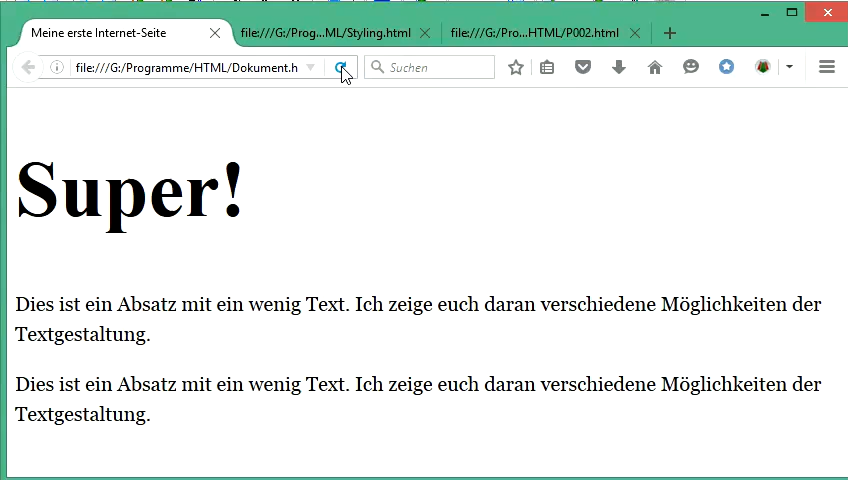 Meine erste Internet-Seite
file:///G:/Prog...ML/Styling.html
file:///G:/Pro...HTML/P002.html
file:///G:/Programme/HTML/Dokument.h
Suchen
Super!
Dies ist ein Absatz mit ein wenig Text. Ich zeige euch daran verschiedene Möglichkeiten der
Textgestaltung.
Dies ist ein Absatz mit ein wenig Text. Ich zeige euch daran verschiedene Möglichkeiten der
Textgestaltung.